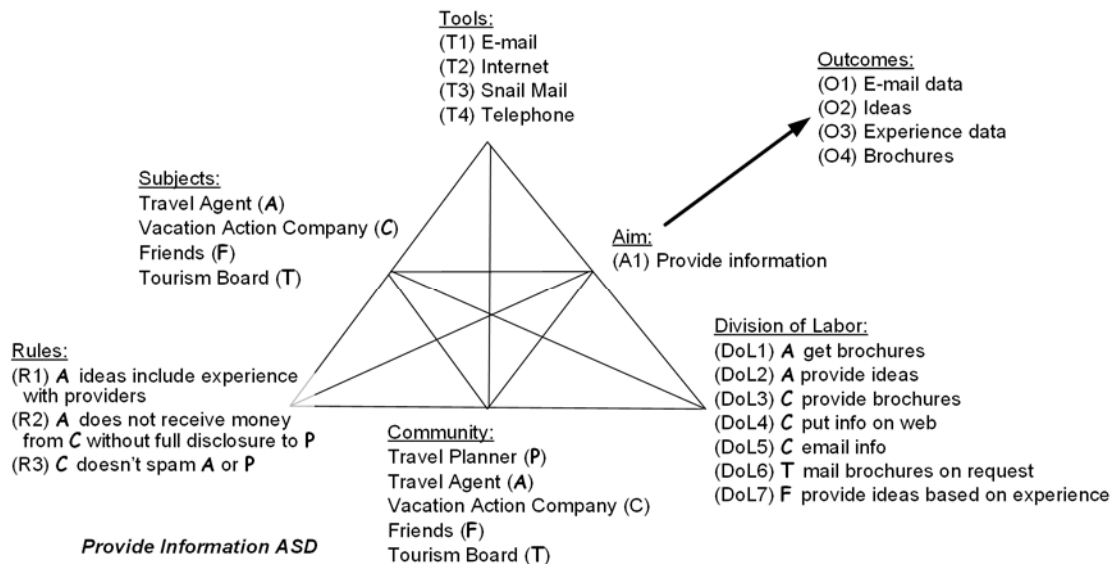 Tools:
(T1) E-mail
(T2) Internet
(T3) Snail Mail
(T4) Telephone
Outcomes:
(O1) E-mail data
(O2) Ideas
(O3) Experience data
(O4) Brochures
Subjects:
Travel Agent (A)
Vacation Action Company (C)
Friends (F)
Tourism Board (T)
Aim:
(A1) Provide information
Rules:
(R1) A ideas include experience
with providers
(R2) A does not receive money
from C without full disclosure to P
(R3) C doesn't spam A or P
Community:
Travel Planner (P)
Travel Agent (A)
Vacation Action Company (C)
Friends (F)
Tourism Board (T)
Division of Labor:
(DoL1) A get brochures
(DoL2) A provide ideas
(DoL3) C provide brochures
(DoL4) C put info on web
(DoL5) C email info
(DoL6) T mail brochures on request
(DoL7) F provide ideas based on experience
Provide Information ASD